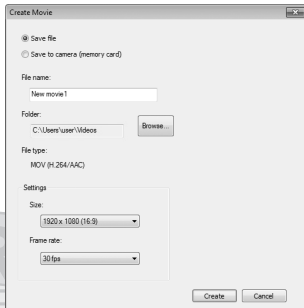 Create Movie
Save file
Save to camera (memory card)
File name:
New movie1
Folder:
C:\Users\user\Videos
Browse...
File type:
MOV (H.264/AAC)
Settings
Size:
1920 x 1080 (16:9)
Frame rate:
30 fps
Create
Cancel